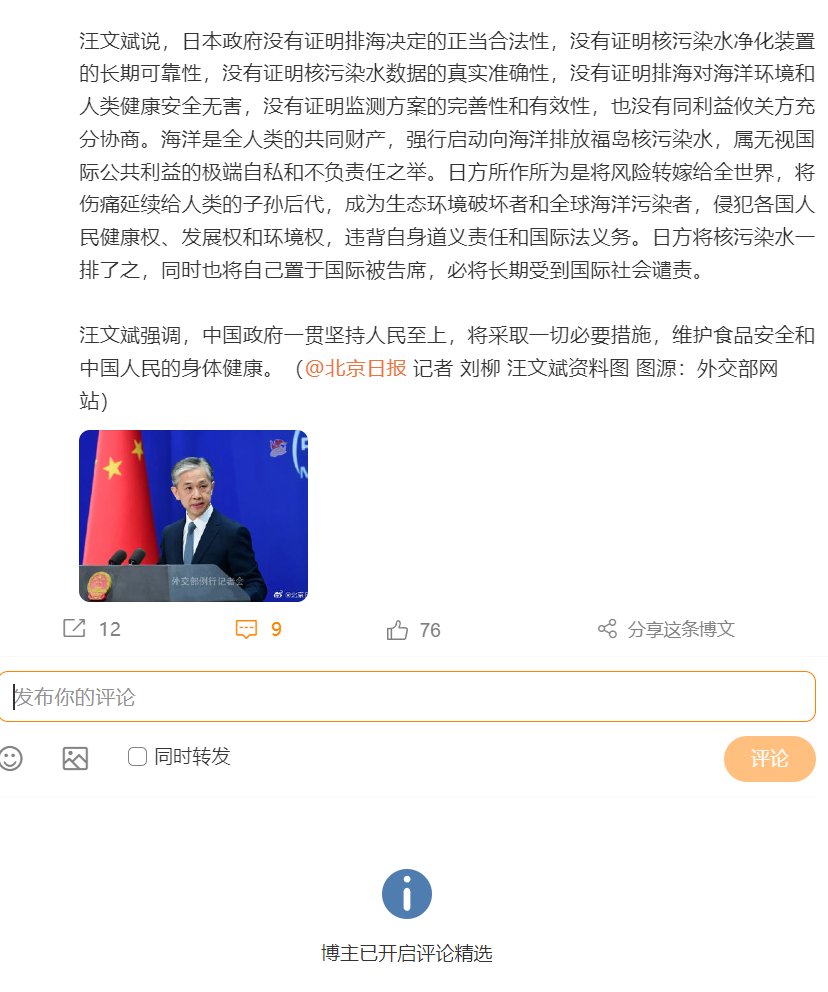 汪文斌说，日本政府没有证明排海决定的正当合法性，没有证明核污染水净化装置
的长期可靠性，没有证明核污染水数据的真实准确性，没有证明排海对海洋环境和
人类健康安全无害，没有证明监测方案的完善性和有效性，也没有同利益攸关方充
分协商。海洋是全人类的共同财产，强行启动向海洋排放福岛核污染水，属无视国
际公共利益的极端自私和不负责任之举。日方所作所为是将风险转嫁给全世界，将
伤痛延续给人类的子孙后代，成为生态环境破坏者和全球海洋污染者，侵犯各国人
民健康权、发展权和环境权，违背自身道义责任和国际法义务。日方将核污染水一
排了之，同时也将自己置于国际被告席，必将长期受到国际社会谴责。
汪文斌强调，中国政府一贯坚持人民至上，将采取一切必要措施，维护食品安全和
中国人民的身体健康。（@北京日报 记者 刘柳 汪文斌资料图 图源：外交部网
站）
外交部例行记者会
12
9
76
分享这条博文
发布你的评论
同时转发
评论
博主已开启评论精选